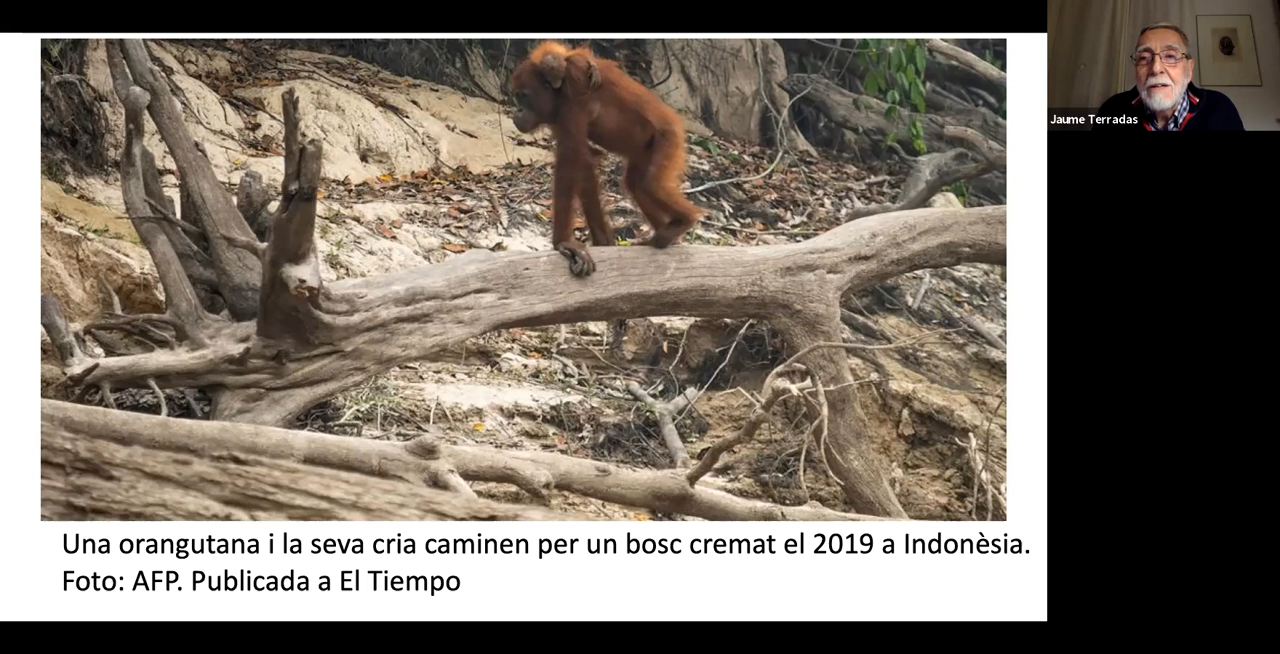 Jaume Terradas
Una orangutana i la seva cria caminen per un bosc cremat el 2019 a Indonèsia.
Foto: AFP. Publicada a El Tiempo